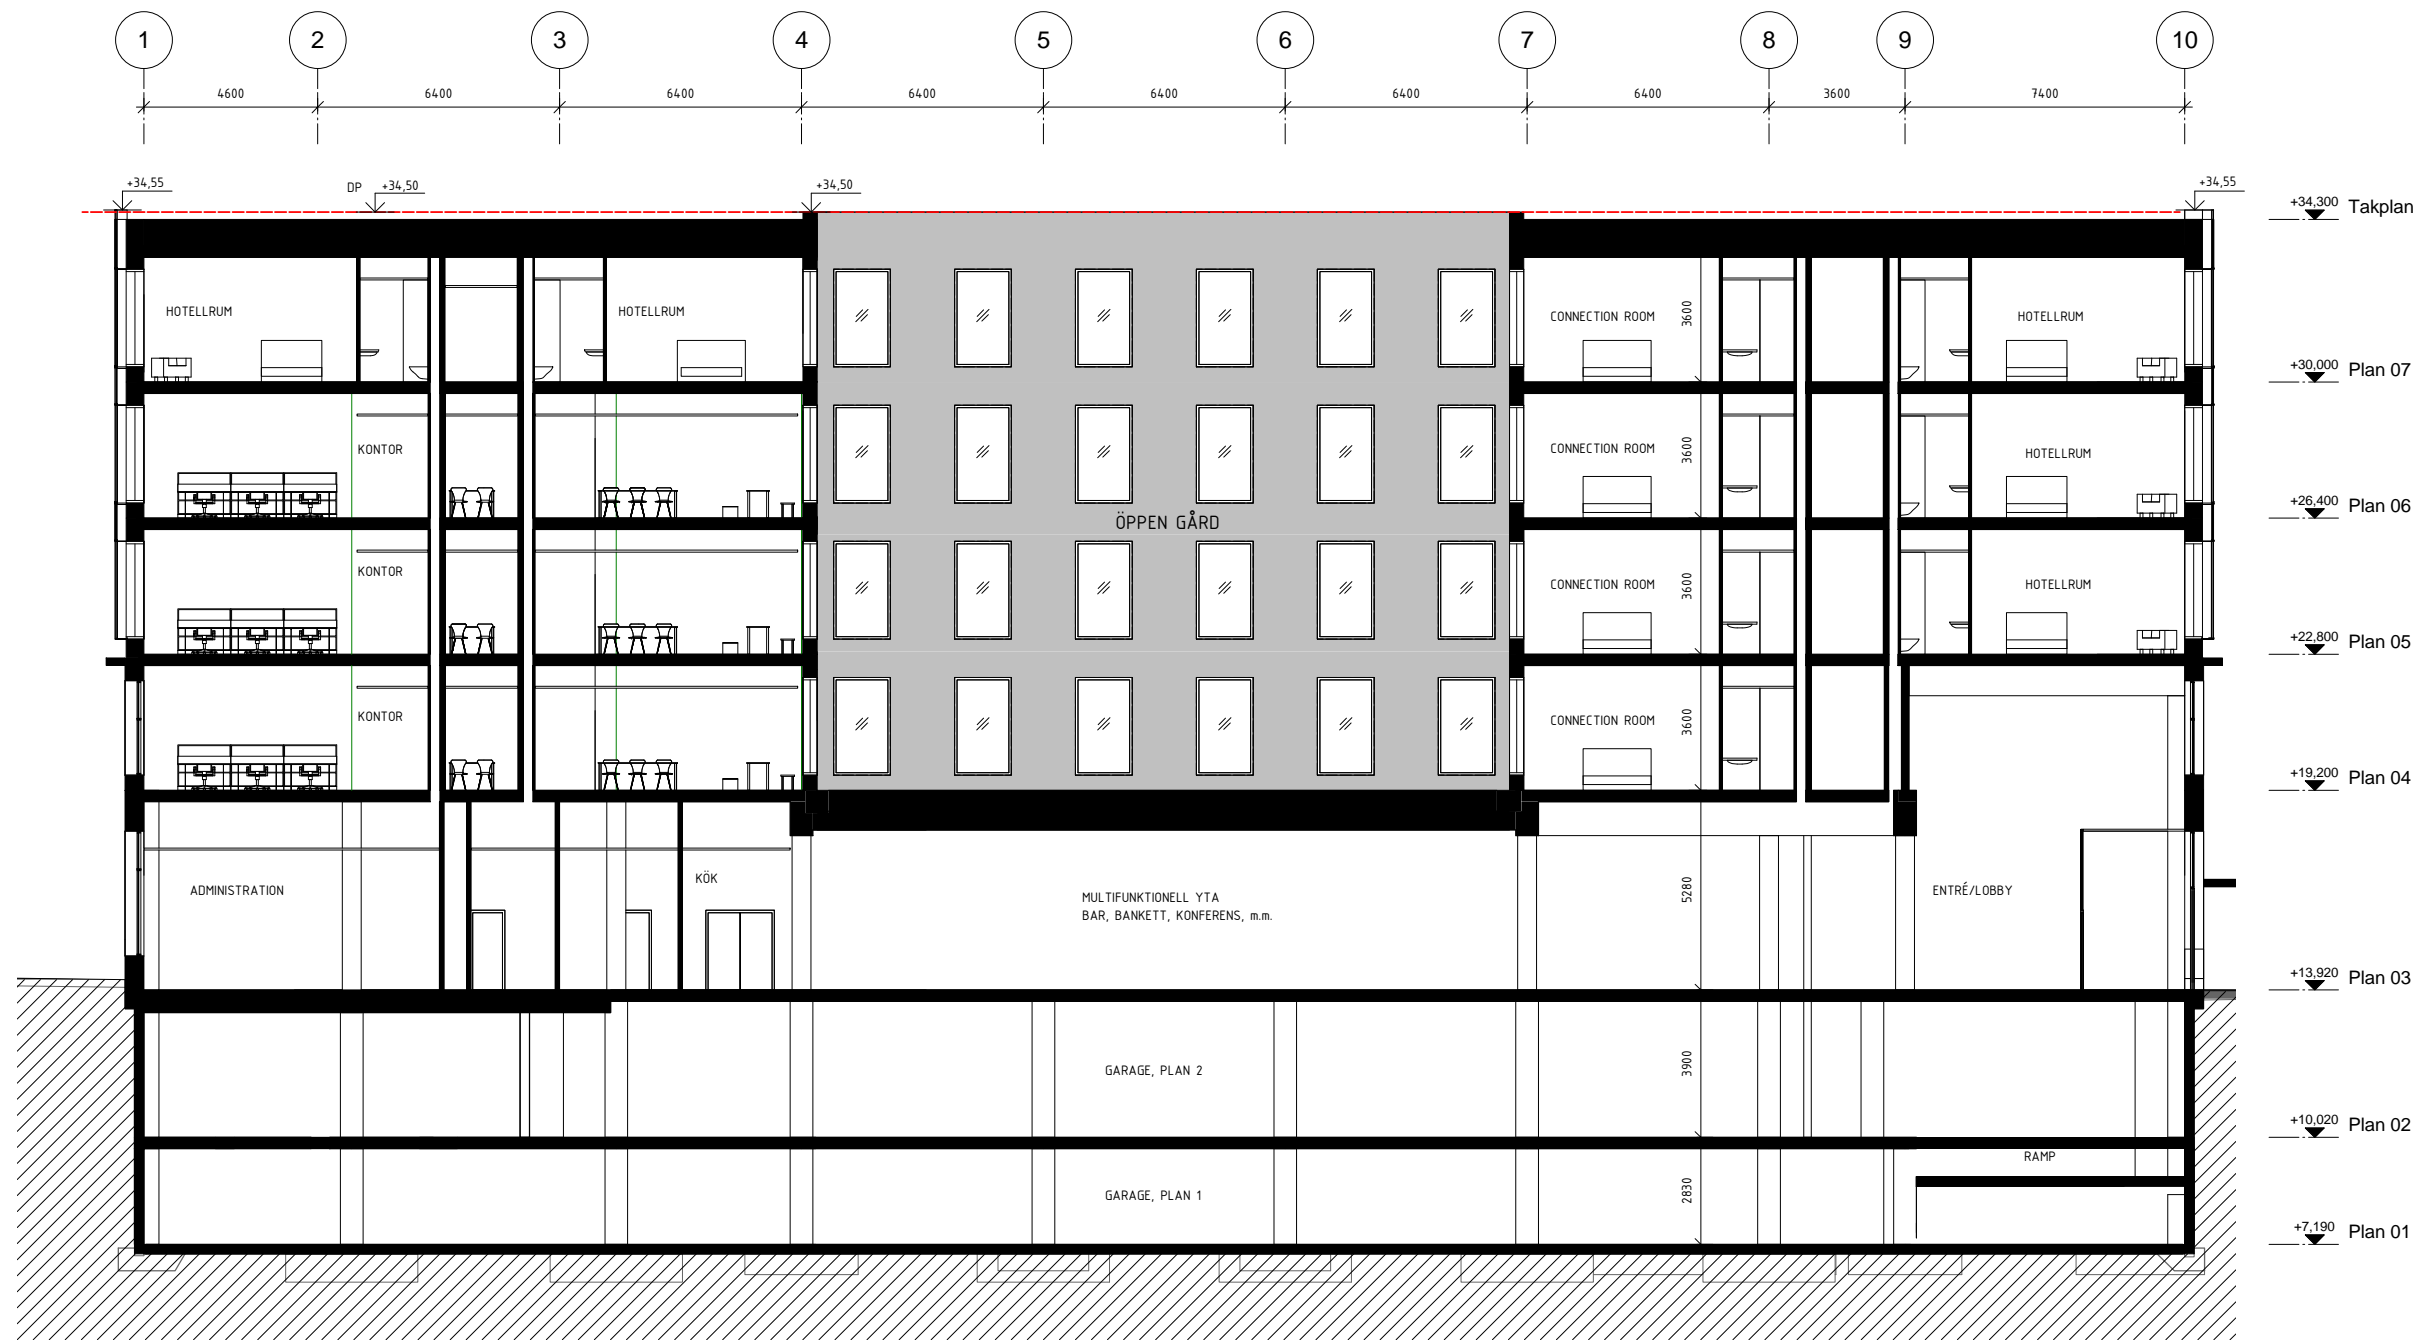 1 2 3 4 5 6 7 8 9 10
4600 6400 6400 6400 6400 6400 6400 3600 7400
+34,55 DP +34,50 +34,50 +34,55
+34,300 Takplan
HOTELLRUM HOTELLRUM CONNECTION ROOM 3600 HOTELLRUM
+30,000 Plan 07
KONTOR CONNECTION ROOM 3600 HOTELLRUM
+26,400 Plan 06
ÖPPEN GÅRD
KONTOR CONNECTION ROOM 3600 HOTELLRUM
+22,800 Plan 05
KONTOR CONNECTION ROOM 3600
+19,200 Plan 04
ADMINISTRATION KÖK 5280 ENTRÉ/LOBBY
MULTIFUNKTIONELL YTA
BAR, BANKETT, KONFERENS, m.m.
+13,920 Plan 03
GARAGE, PLAN 2 3900
+10,020 Plan 02
RAMP
GARAGE, PLAN 1 2830
+7,190 Plan 01